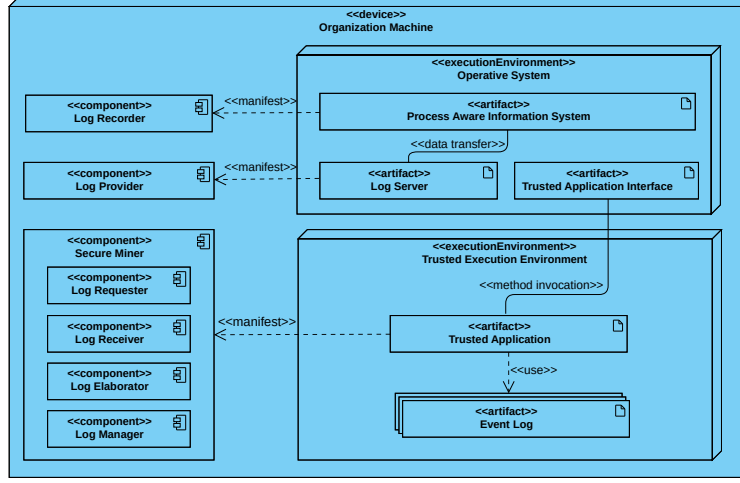 <<device>>
Organization Machine
<<executionEnvironment>>
Operative System
<<component>>
Log Recorder
<<manifest>>
<<artifact>>
Process Aware Information System
<<data transfer>>
<<component>>
Log Provider
<<manifest>>
<<artifact>>
Log Server
<<artifact>>
Trusted Application Interface
<<component>>
Secure Miner
<<component>>
Log Requester
<<component>>
Log Receiver
<<component>>
Log Elaborator
<<component>>
Log Manager
<<manifest>>
<<executionEnvironment>>
Trusted Execution Environment
<<method invocation>>
<<artifact>>
Trusted Application
<<use>>
<<artifact>>
Event Log